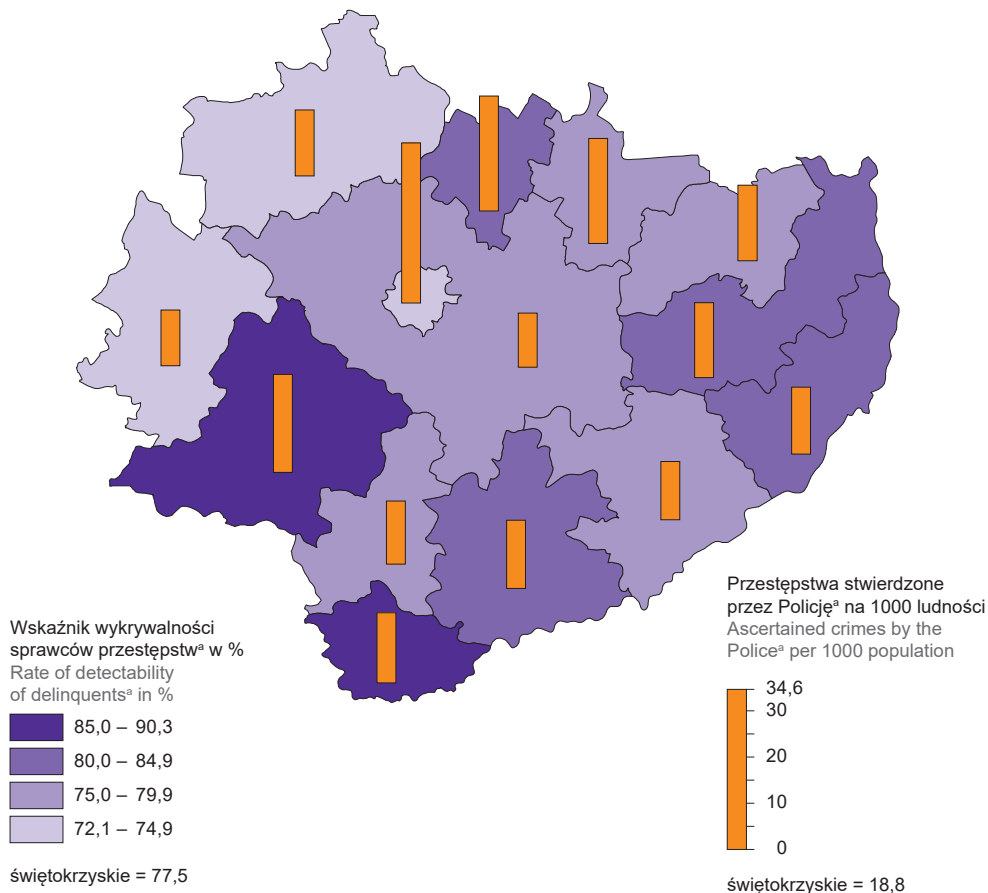 Wskaźnik wykrywalności
sprawców przestępstwᵃ w %
Rate of detectability
of delinquentsᵃ in %
85,0 – 90,3
80,0 – 84,9
75,0 – 79,9
72,1 – 74,9
świętokrzyskie = 77,5
Przestępstwa stwierdzone
przez Policjęᵃ na 1000 ludności
Ascertained crimes by the
Policeᵃ per 1000 population
34,6
30
20
10
0
świętokrzyskie = 18,8